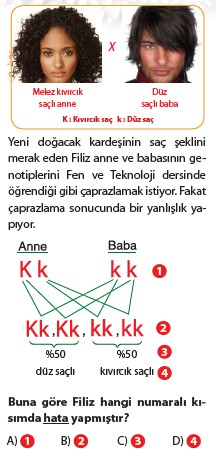 X
Melez kıvırcık
saçlı anne
Düz
saçlı baba
K : Kıvırcık saç k : Düz saç
Yeni doğacak kardeşinin saç şeklini
merak eden Filiz anne ve babasının ge-
notiplerini Fen ve Teknoloji dersinde
öğrendiği gibi çaprazlamak istiyor. Fakat
çaprazlama sonucunda bir yanlışlık ya-
pıyor.
Anne Baba
K k k k 1
Kk, Kk, kk, kk 2
%50 %50 3
düz saçlı kıvırcık saçlı 4
Buna göre Filiz hangi numaralı kı-
sımda hata yapmıştır?
A) 1 B) 2 C) 3 D) 4